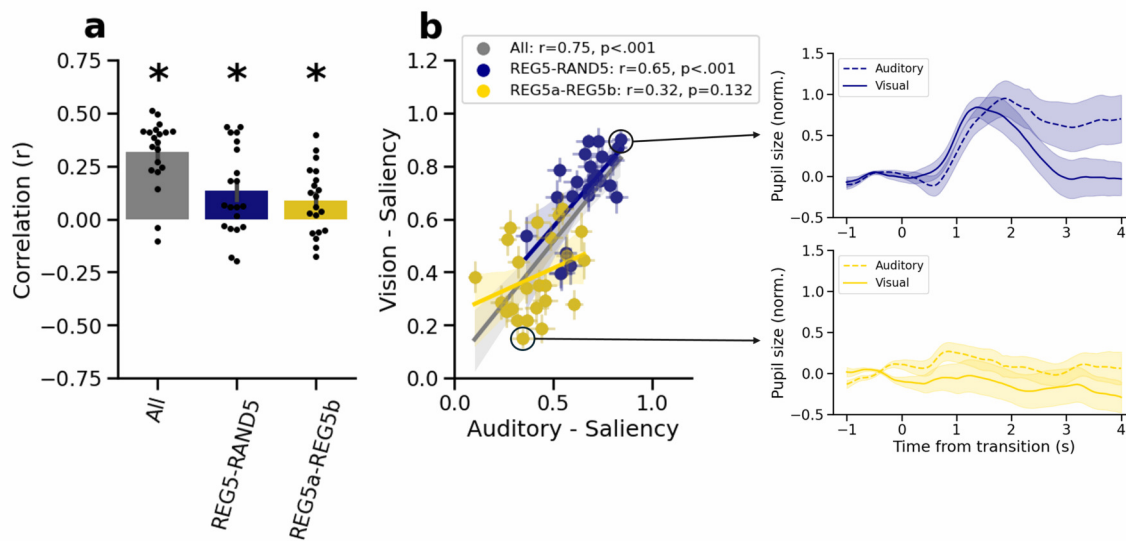 a
Correlation (r)
0.75
0.50
0.25
0.00
−0.25
−0.50
−0.75
*
*
*
All
REG5-RAND5
REG5a-REG5b
b
All: r=0.75, p<.001
REG5-RAND5: r=0.65, p<.001
REG5a-REG5b: r=0.32, p=0.132
Vision - Saliency
1.2
1.0
0.8
0.6
0.4
0.2
0.0
0.0
0.5
1.0
Auditory - Saliency
Pupil size (norm.)
1.5
1.0
0.5
0.0
−0.5
Auditory
Visual
−1
0
1
2
3
4
Pupil size (norm.)
1.5
1.0
0.5
0.0
−0.5
Auditory
Visual
−1
0
1
2
3
4
Time from transition (s)